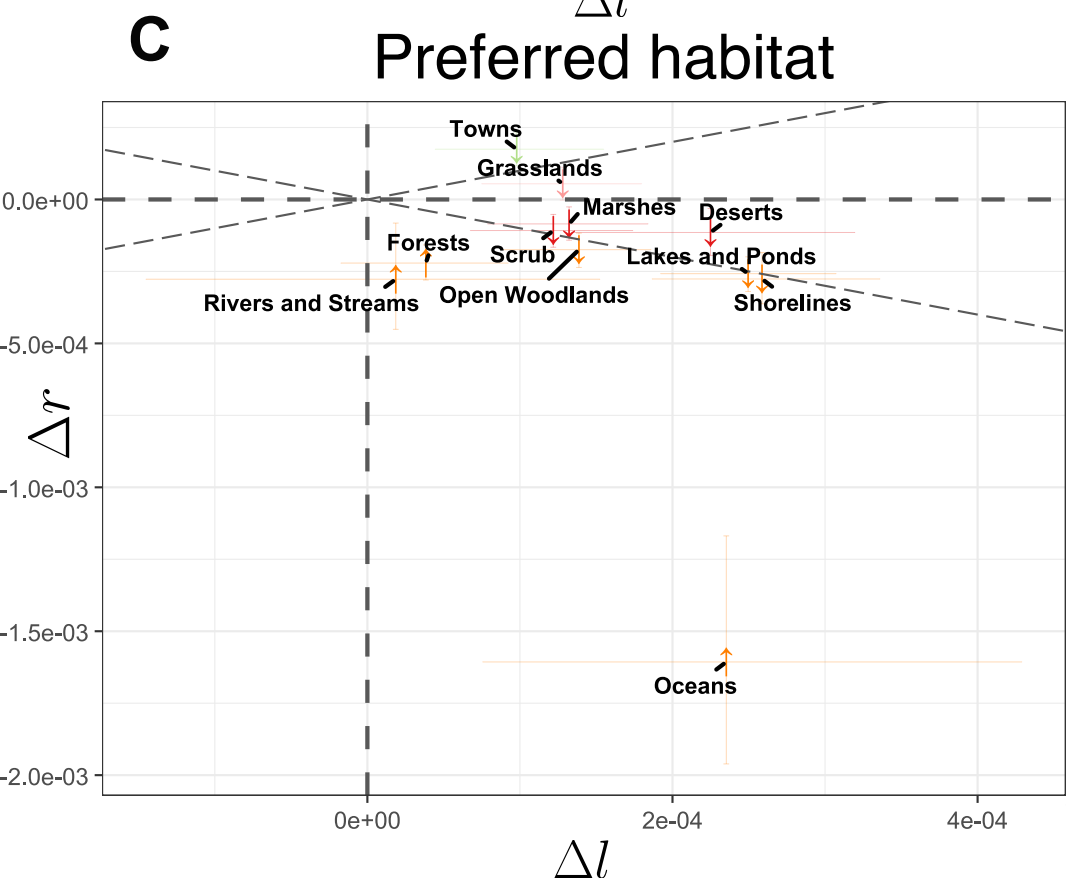 Δl
C
Preferred habitat
Towns
Grasslands
0.0e+00
Marshes
Deserts
Forests
Scrub
Lakes and Ponds
Rivers and Streams
Open Woodlands
Shorelines
-5.0e-04
Δr
-1.0e-03
-1.5e-03
Oceans
-2.0e-03
0e+00
2e-04
4e-04
Δl